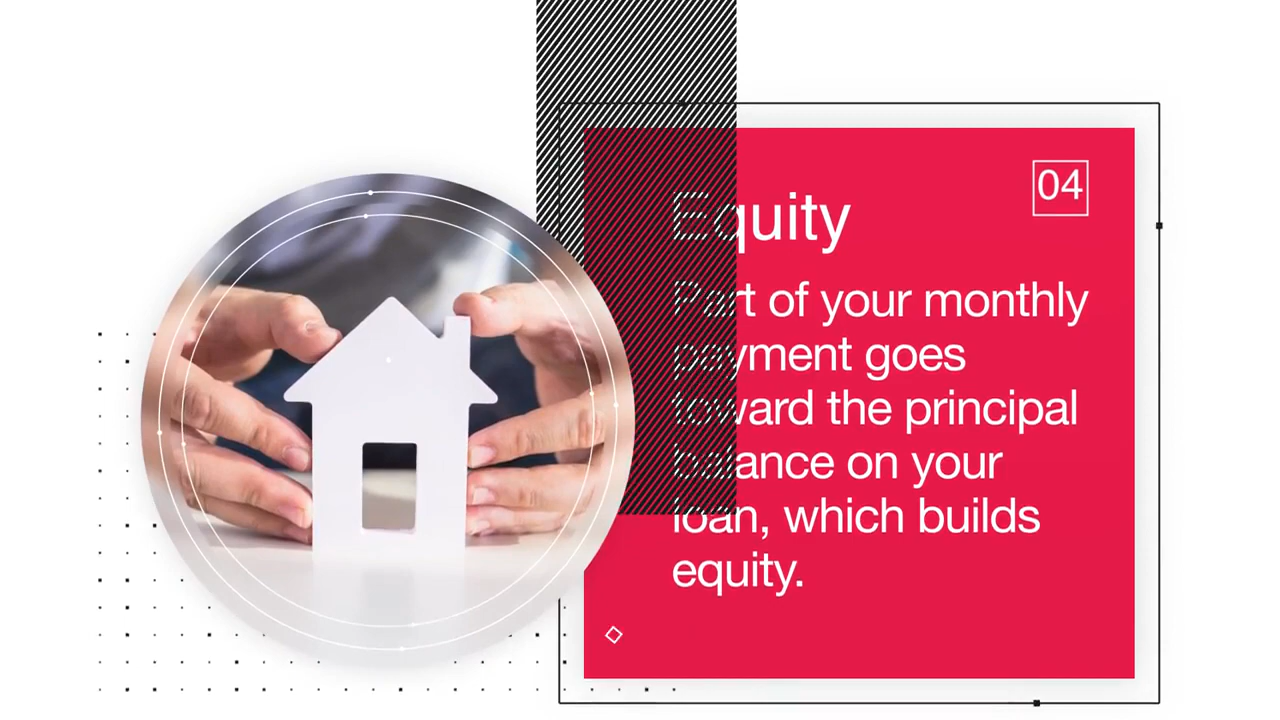 04
Equity
Part of your monthly
payment goes
toward the principal
balance on your
loan, which builds
equity.